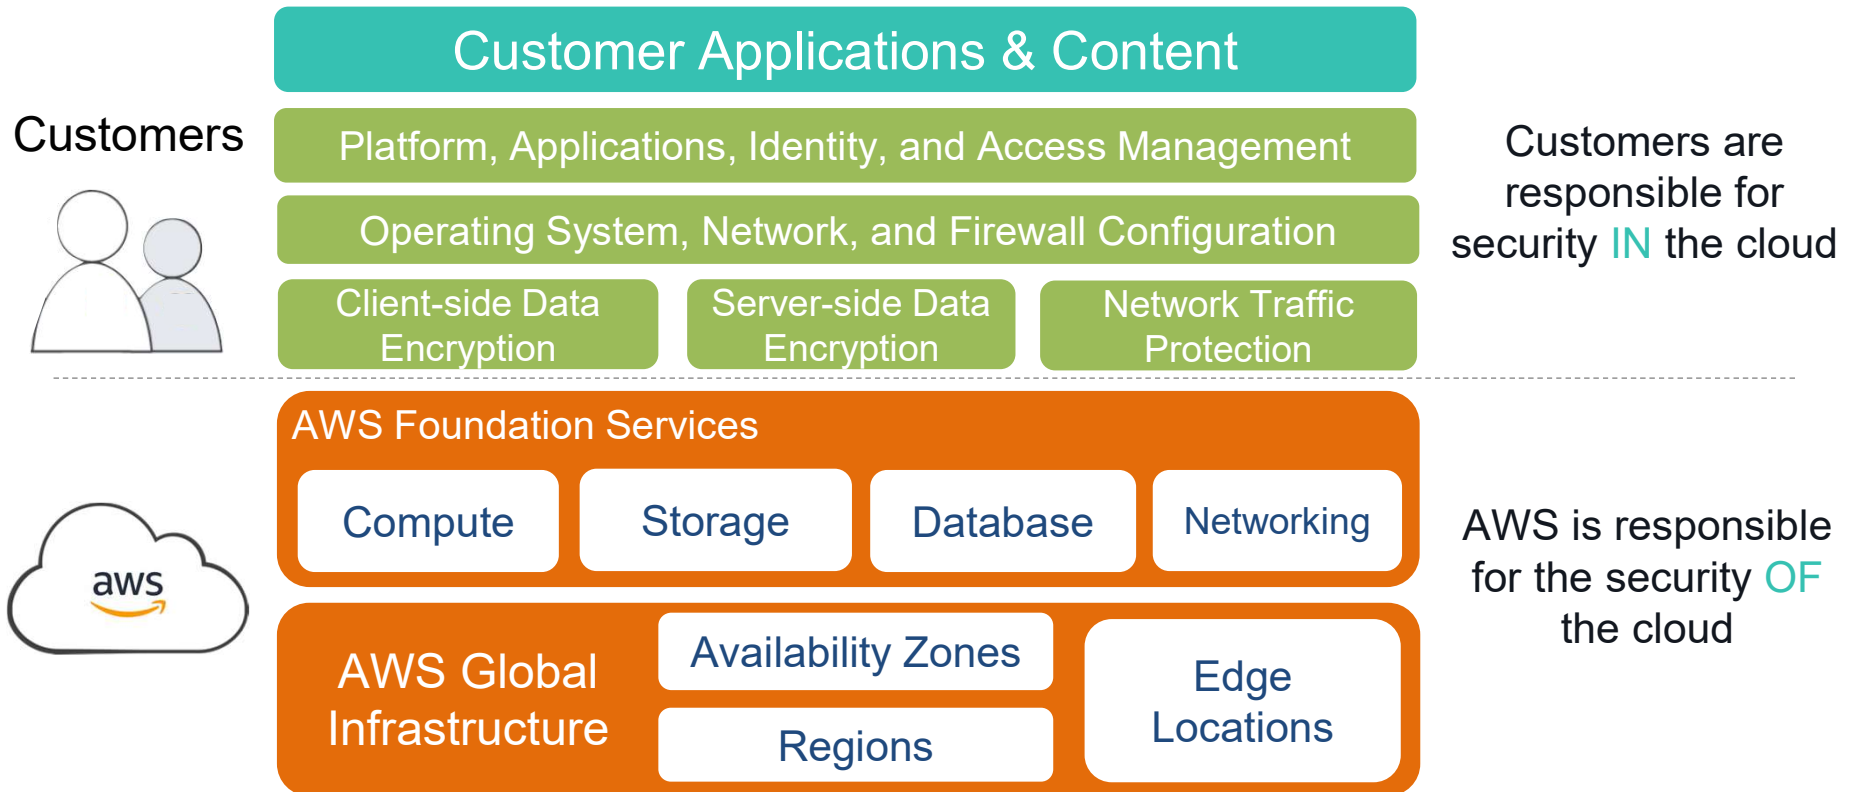 Customer Applications & Content
Customers
Platform, Applications, Identity, and Access Management
Operating System, Network, and Firewall Configuration
Client-side Data
Encryption
Server-side Data
Encryption
Network Traffic
Protection
Customers are
responsible for
security IN the cloud
AWS Foundation Services
Compute
Storage
Database
Networking
aws
AWS Global
Infrastructure
Availability Zones
Regions
Edge
Locations
AWS is responsible
for the security OF
the cloud